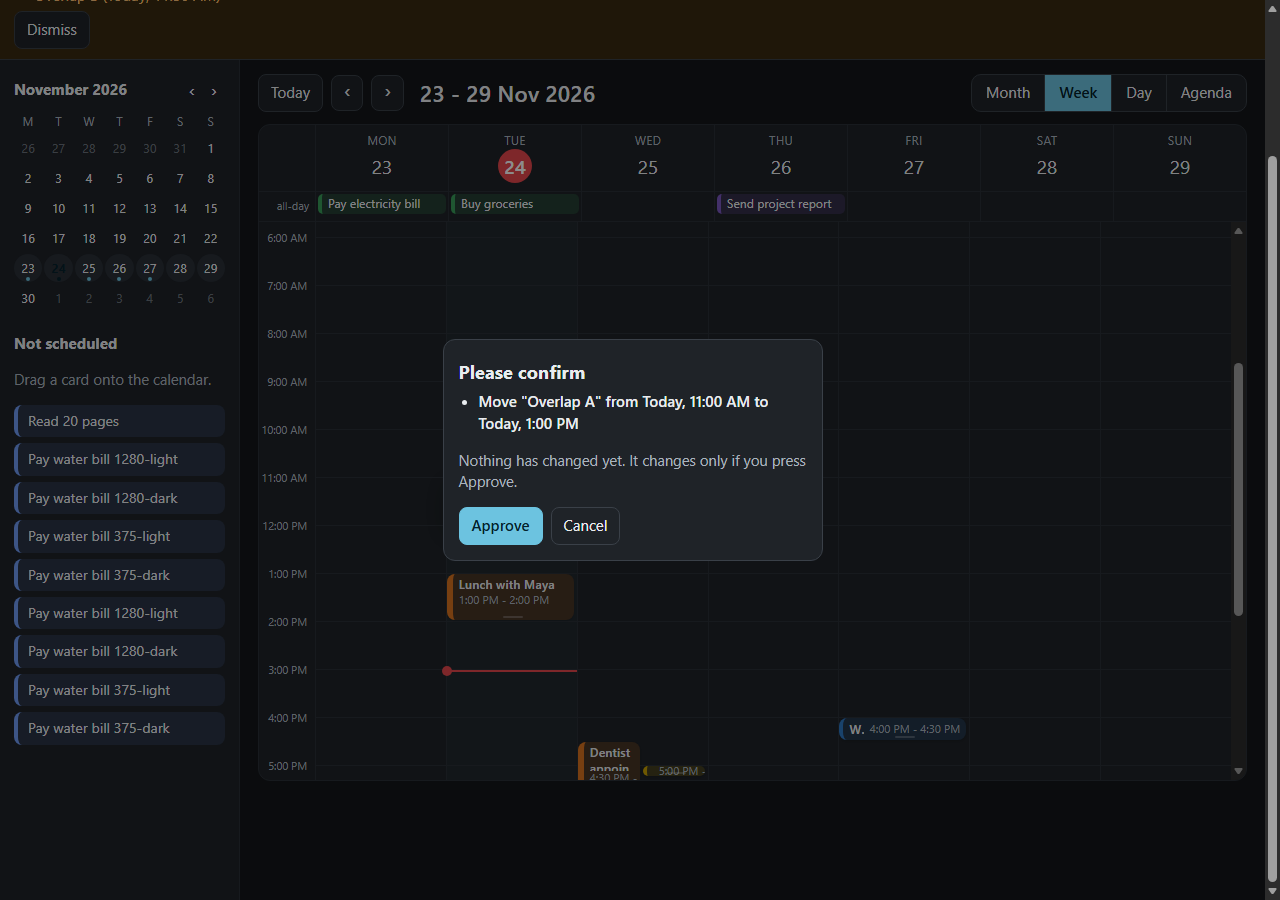 Dismiss
November 2026 ‹ ›
M T W T F S S
26 27 28 29 30 31 1
2 3 4 5 6 7 8
9 10 11 12 13 14 15
16 17 18 19 20 21 22
23 24 25 26 27 28 29
30 1 2 3 4 5 6
Not scheduled
Drag a card onto the calendar.
Read 20 pages
Pay water bill 1280-light
Pay water bill 1280-dark
Pay water bill 375-light
Pay water bill 375-dark
Pay water bill 1280-light
Pay water bill 1280-dark
Pay water bill 375-light
Pay water bill 375-dark
Today ‹ › 23 - 29 Nov 2026 Month Week Day Agenda
MON TUE WED THU FRI SAT SUN
23 24 25 26 27 28 29
all-day Pay electricity bill Buy groceries Send project report
6:00 AM
7:00 AM
8:00 AM
9:00 AM
10:00 AM
11:00 AM
12:00 PM
1:00 PM
2:00 PM
3:00 PM
4:00 PM
5:00 PM
Please confirm
• Move "Overlap A" from Today, 11:00 AM to
Today, 1:00 PM
Nothing has changed yet. It changes only if you press
Approve.
Approve Cancel
Lunch with Maya
1:00 PM - 2:00 PM
W. 4:00 PM - 4:30 PM
Dentist
appoin
4:30 PM -
5:00 PM -